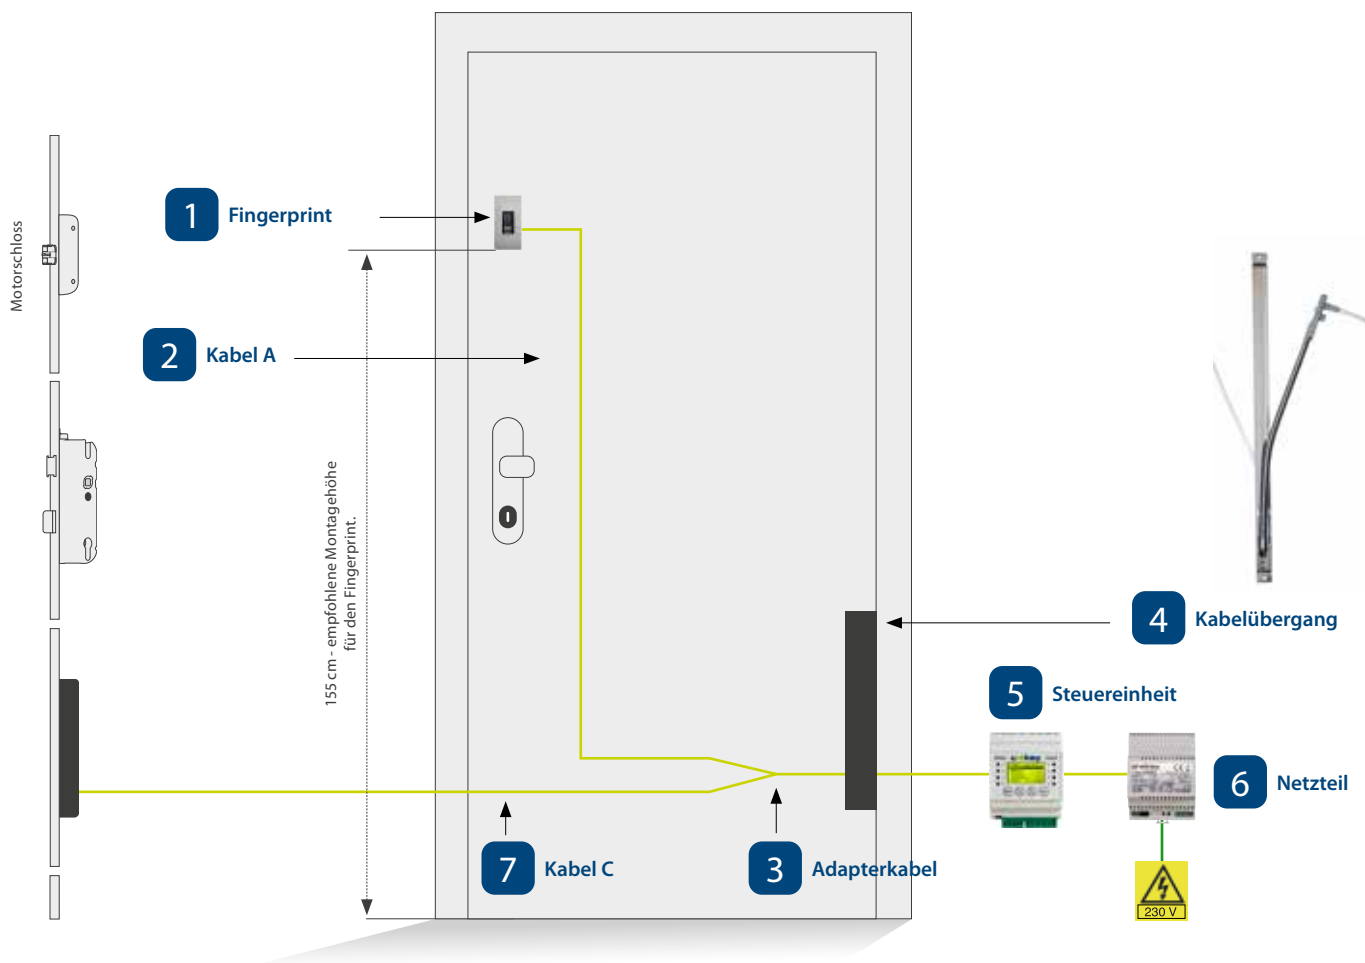 1 Fingerprint
Motorschloss
2 Kabel A
155 cm - empfohlene Montagehöhe
für den Fingerprint.
4 Kabelübergang
5 Steuereinheit
6 Netzteil
7 Kabel C
3 Adapterkabel
230 V